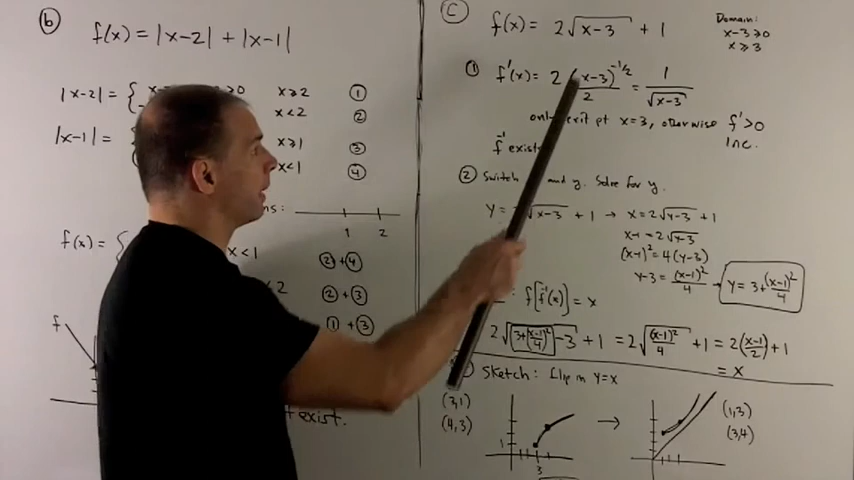 b
f(x) = |x-2| + |x-1|
|x-2| = { x≥2 ①
x<2 ②
|x-1| = x≥1 ③
x<1 ④
1 2
f(x) = { x<1 ②+④
②+③
①+③
f
exist.
C
f(x) = 2√(x-3) + 1
Domain:
x-3≥0
x≥3
① f'(x) = 2 (x-3)^(-1/2) / 2 = 1/√(x-3)
pt x=3, otherwise f'>0
Inc.
f⁻¹
② Switch and y. Solve for y.
y = √(x-3) + 1 → x = 2√(y-3) + 1
x-1 = 2√(y-3)
(x-1)² = 4(y-3)
y-3 = (x-1)²/4 → y = 3 + (x-1)²/4
f[f⁻¹(x)] = x
2√(3+(x-1)²/4 - 3) + 1 = 2√((x-1)²/4) + 1 = 2((x-1)/2) + 1
= x
Sketch: Flip in y=x
(3,1)
(4,3)
1
3
→
(1,3)
(3,4)